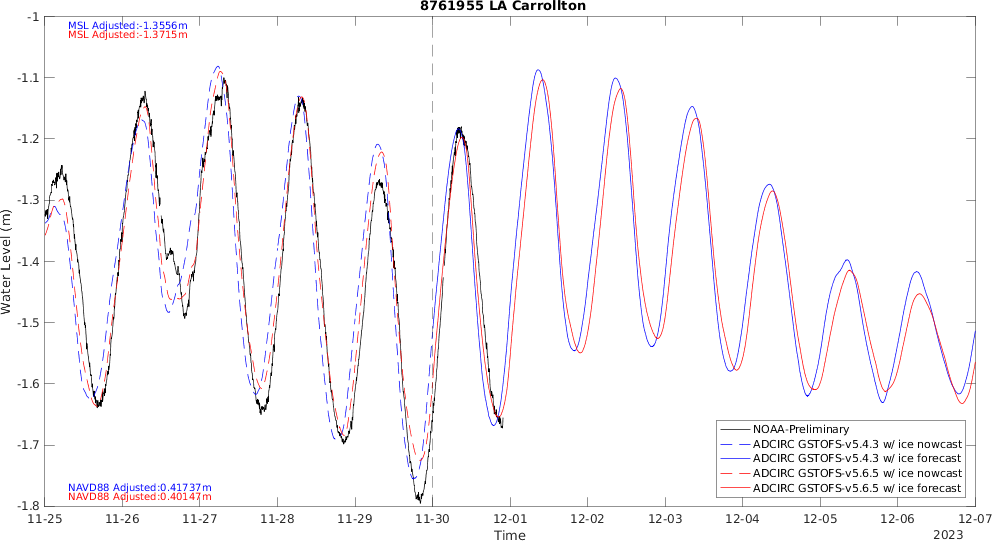 8761955 LA Carrollton
MSL Adjusted:-1.3556m
MSL Adjusted:-1.3715m
-1
-1.1
-1.2
-1.3
-1.4
-1.5
-1.6
-1.7
-1.8
Water Level (m)
NOAA-Preliminary
ADCIRC GSTOFS-v5.4.3 w/ ice nowcast
ADCIRC GSTOFS-v5.4.3 w/ ice forecast
ADCIRC GSTOFS-v5.6.5 w/ ice nowcast
ADCIRC GSTOFS-v5.6.5 w/ ice forecast
NAVD88 Adjusted:0.41737m
NAVD88 Adjusted:0.40147m
11-25 11-26 11-27 11-28 11-29 11-30 12-01 12-02 12-03 12-04 12-05 12-06 12-07
Time
2023